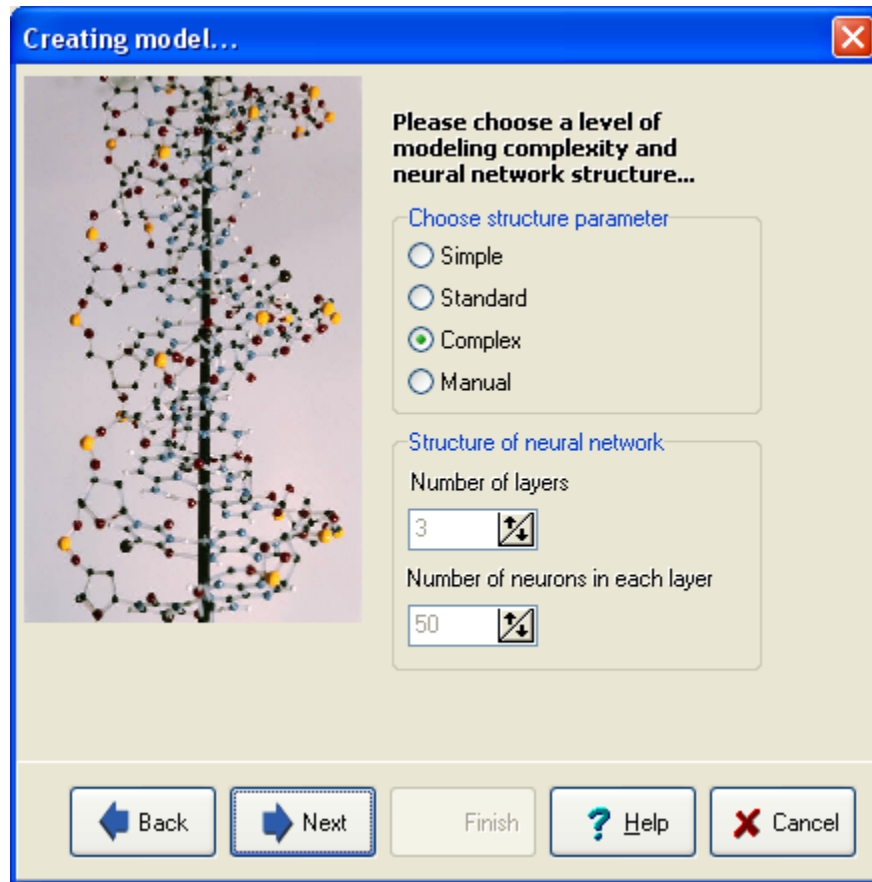 Creating model...
Please choose a level of
modeling complexity and
neural network structure...
Choose structure parameter
Simple
Standard
Complex
Manual
Structure of neural network
Number of layers
3
Number of neurons in each layer
50
Back
Next
Finish
? Help
Cancel